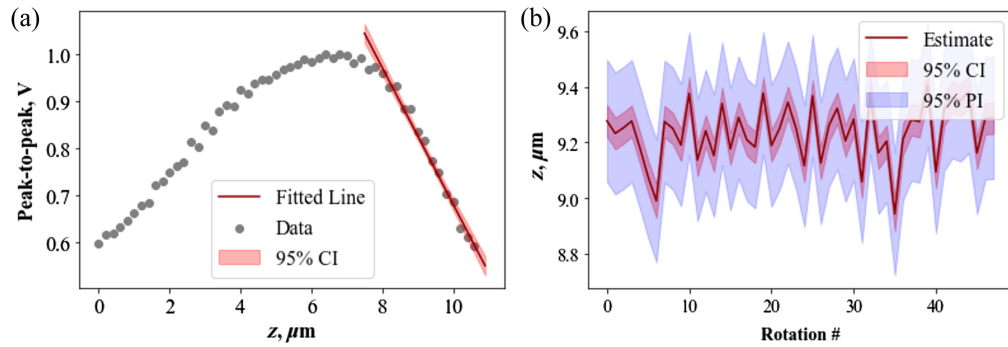 (a)
Peak-to-peak, V
1.0
0.9
0.8
0.7
0.6
Fitted Line
Data
95% CI
0
2
4
6
8
10
z, μm
(b)
z, μm
9.6
9.4
9.2
9.0
8.8
Estimate
95% CI
95% PI
0
10
20
30
40
Rotation #